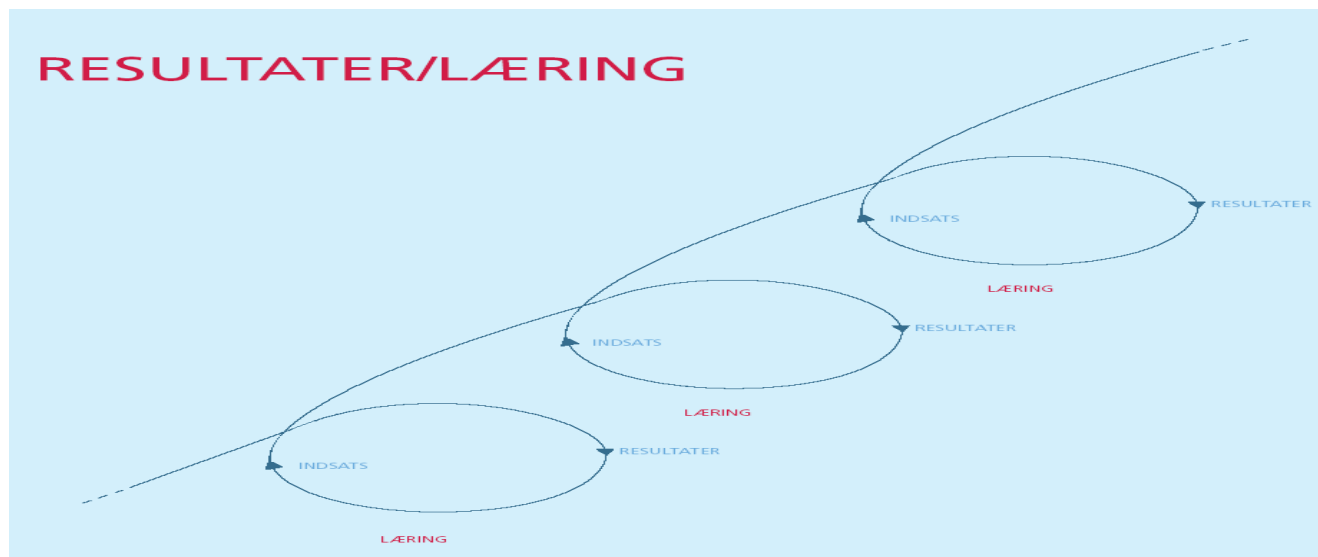 RESULTATER/LÆRING
RESULTATER
INDSATS
LÆRING
RESULTATER
INDSATS
LÆRING
RESULTATER
INDSATS
LÆRING